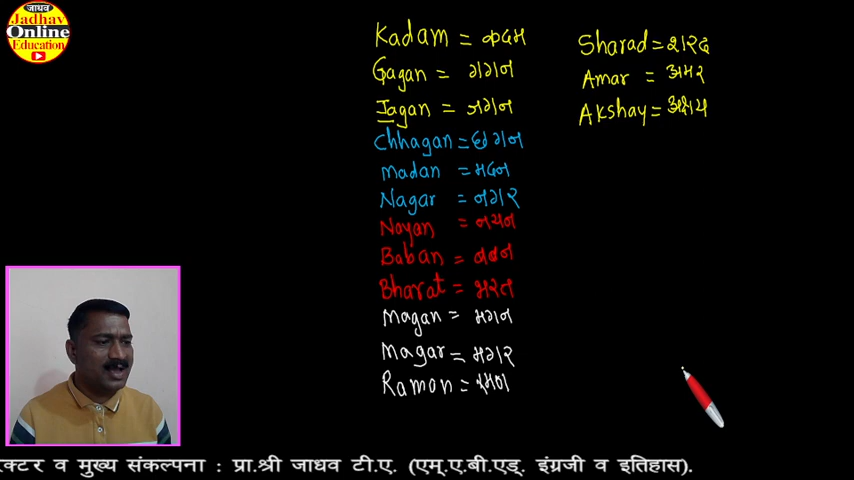 जाधव
Jadhav
Online
Education
Kadam = कदम
Gagan = गगन
Jagan = जगन
Chhagan = छगन
Madan = मदन
Nagar = नगर
Nayan = नयन
Baban = बबन
Bharat = भरत
Magan = मगन
Magar = मगर
Raman = रमण
Sharad = शरद
Amar = अमर
Akshay = अक्षय
क्टर व मुख्य संकल्पना : प्रा.श्री जाधव टी.ए. (एम्.ए.बी.एड्. इंग्रजी व इतिहास).